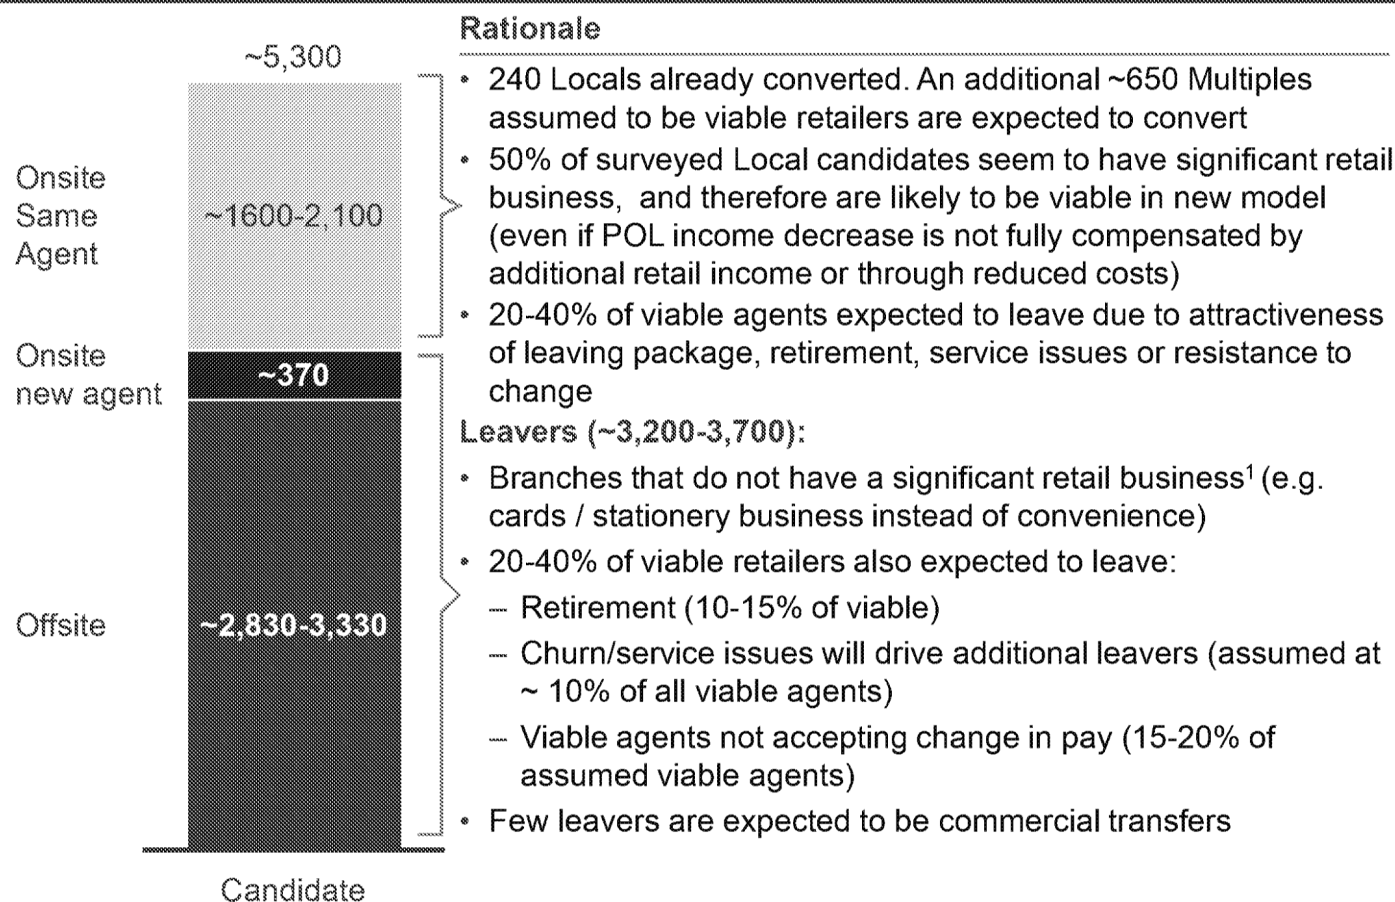 Rationale
~5,300
Onsite
Same
Agent
~1600-2,100
Onsite
new agent
~370
Offsite
~2,830-3,330
Candidate
• 240 Locals already converted. An additional ~650 Multiples
assumed to be viable retailers are expected to convert
• 50% of surveyed Local candidates seem to have significant retail
business, and therefore are likely to be viable in new model
(even if POL income decrease is not fully compensated by
additional retail income or through reduced costs)
• 20-40% of viable agents expected to leave due to attractiveness
of leaving package, retirement, service issues or resistance to
change
Leavers (~3,200-3,700):
• Branches that do not have a significant retail business¹ (e.g.
cards / stationery business instead of convenience)
• 20-40% of viable retailers also expected to leave:
– Retirement (10-15% of viable)
– Churn/service issues will drive additional leavers (assumed at
~ 10% of all viable agents)
– Viable agents not accepting change in pay (15-20% of
assumed viable agents)
• Few leavers are expected to be commercial transfers